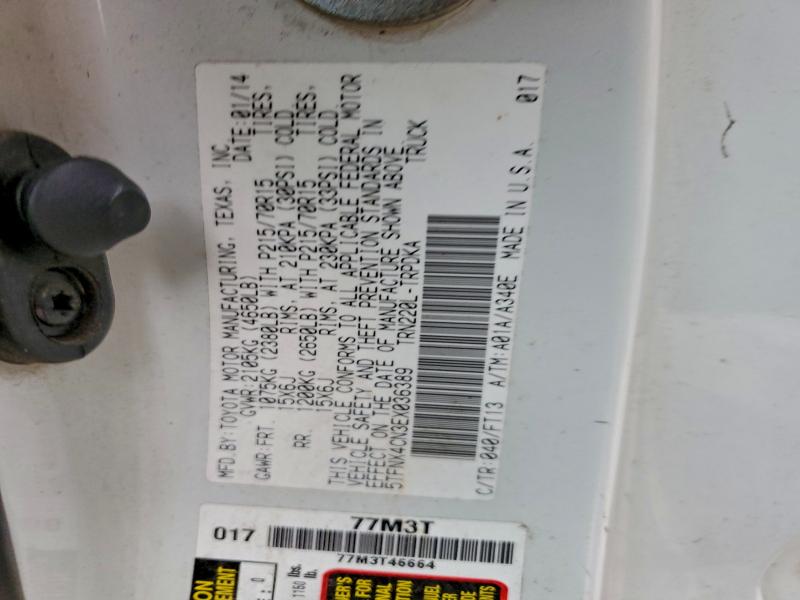 MFD.BY:TOYOTA MOTOR MANUFACTURING, TEXAS, INC.
GVWR:2105KG (4650LB) DATE:01/14
GAWR:FRT. 1075KG (2380LB) WITH P215/70R15 TIRES,
15X6J RIMS, AT 210KPA (30PSI) COLD
RR. 1200KG (2650LB) WITH P215/70R15 TIRES,
15X6J RIMS, AT 230KPA (33PSI) COLD.
THIS VEHICLE CONFORMS TO ALL APPLICABLE FEDERAL MOTOR
VEHICLE SAFETY AND THEFT PREVENTION STANDARDS IN
EFFECT ON THE DATE OF MANUFACTURE SHOWN ABOVE.
5TFNX4CN3EX036389 TRN220L-TRPDKA TRUCK
C/TR:040/FT13 A/TM:A01A/A340E MADE IN U.S.A. 017
77M3T
017
77M3T46664
lbs.
1150 lb.